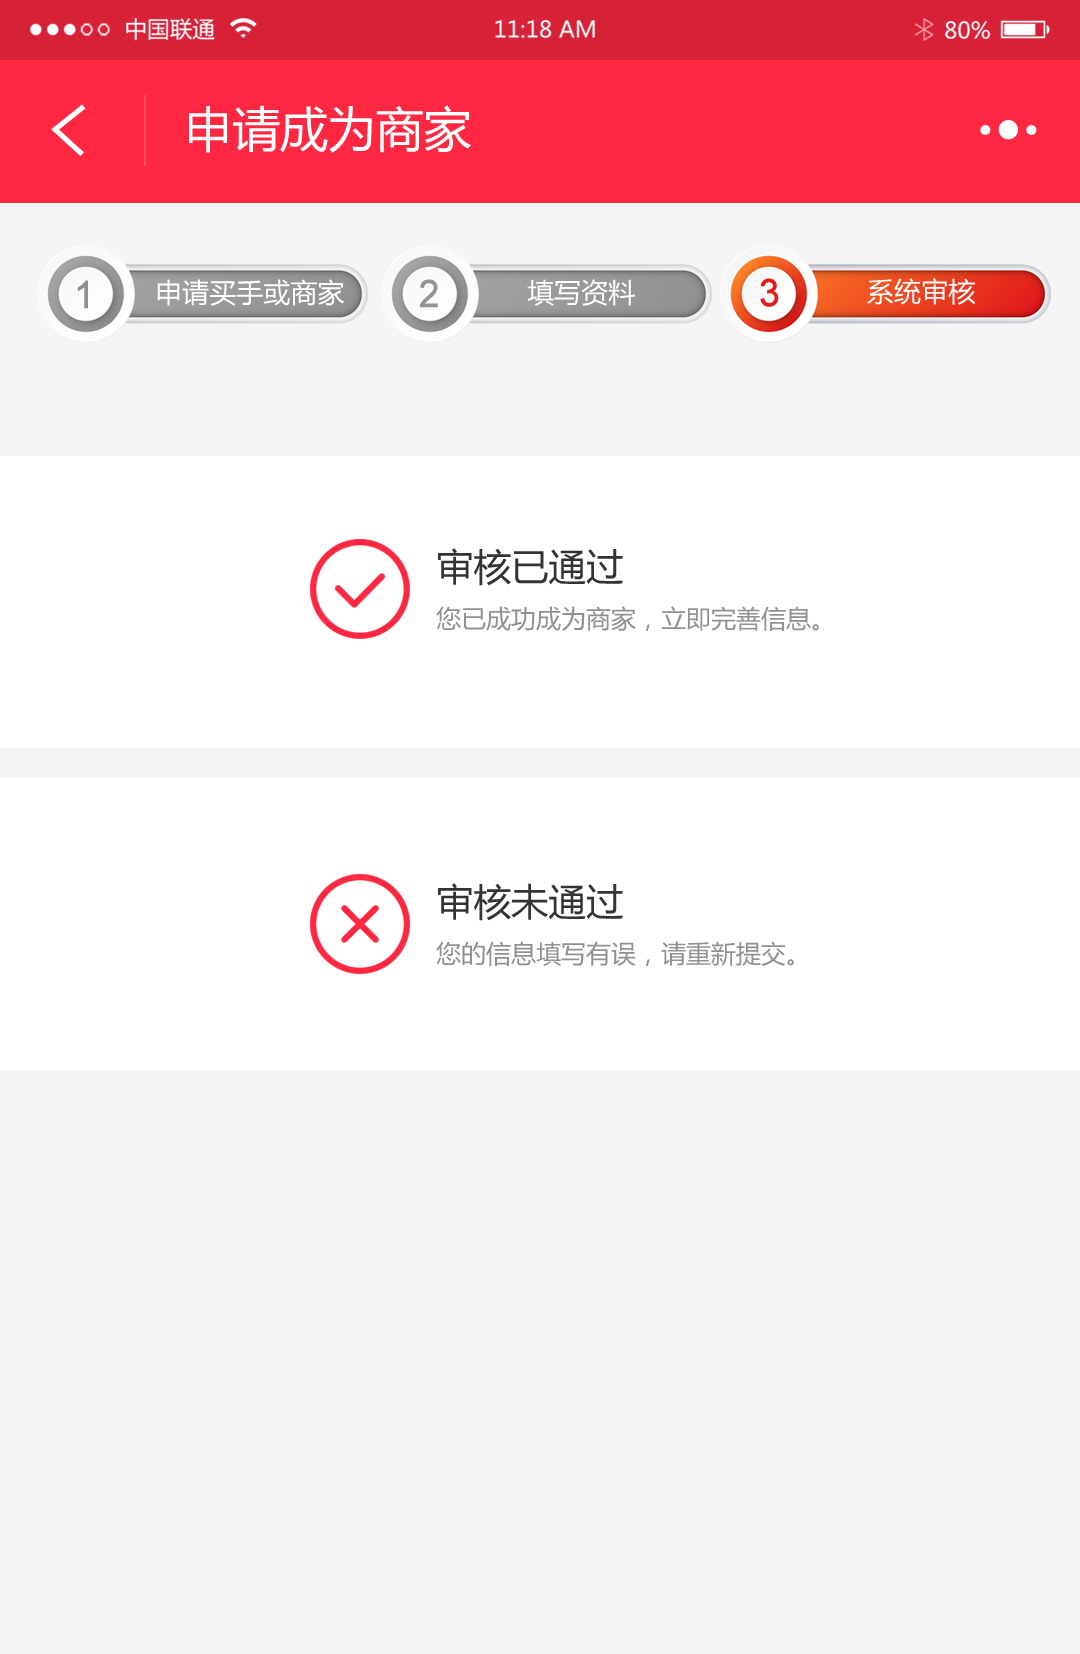 中国联通 11:18 AM 80%
申请成为商家
1 申请买手或商家 2 填写资料 3 系统审核
审核已通过
您已成功成为商家，立即完善信息。
审核未通过
您的信息填写有误，请重新提交。